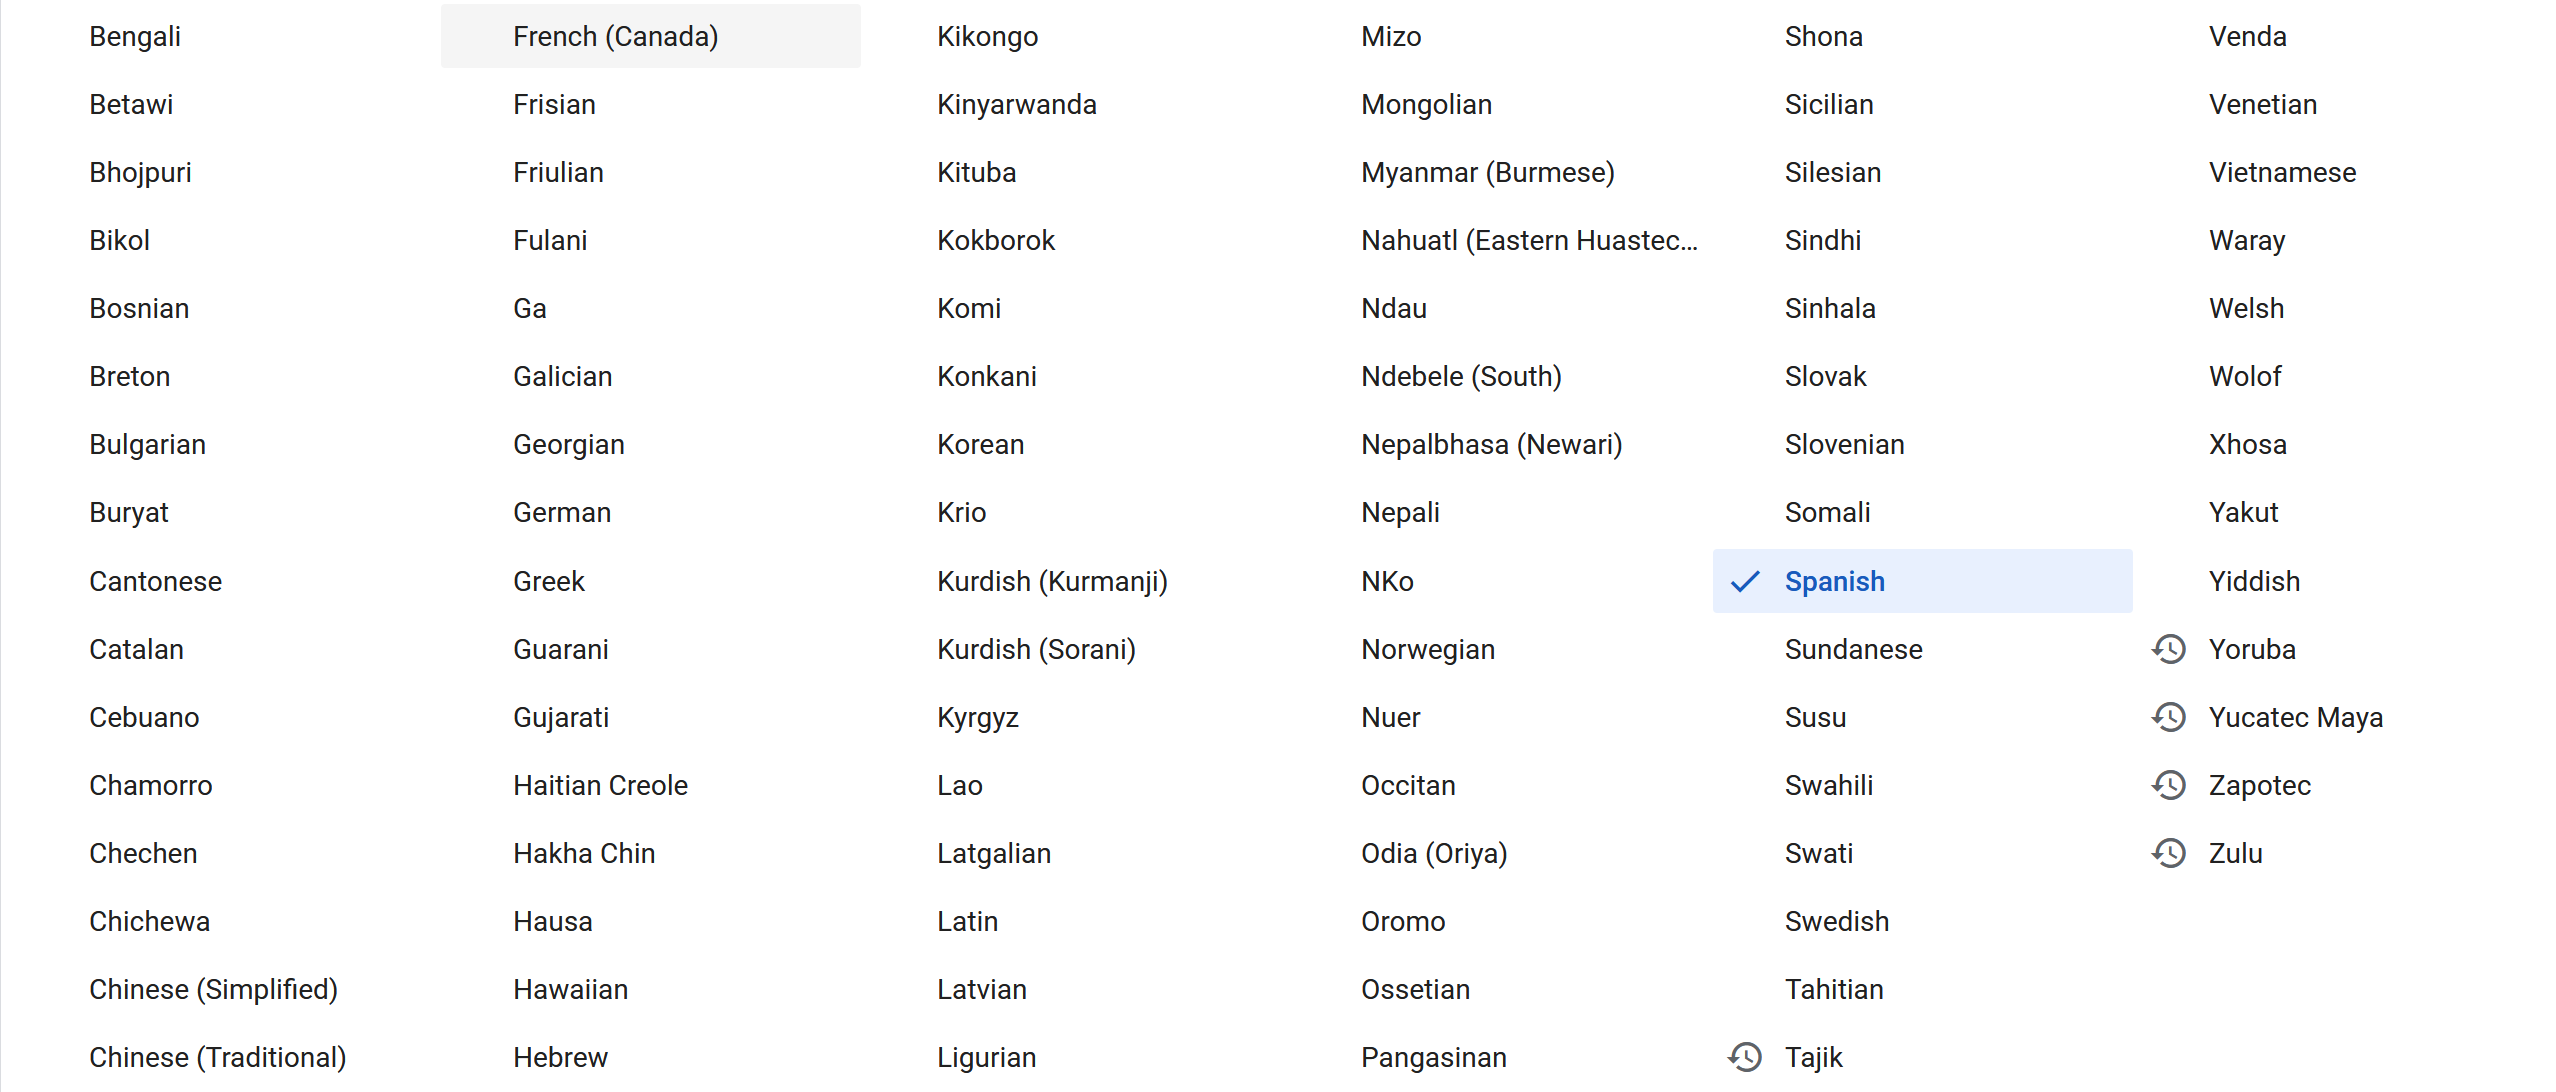 Bengali
Betawi
Bhojpuri
Bikol
Bosnian
Breton
Bulgarian
Buryat
Cantonese
Catalan
Cebuano
Chamorro
Chechen
Chichewa
Chinese (Simplified)
Chinese (Traditional)
French (Canada)
Frisian
Friulian
Fulani
Ga
Galician
Georgian
German
Greek
Guarani
Gujarati
Haitian Creole
Hakha Chin
Hausa
Hawaiian
Hebrew
Kikongo
Kinyarwanda
Kituba
Kokborok
Komi
Konkani
Korean
Krio
Kurdish (Kurmanji)
Kurdish (Sorani)
Kyrgyz
Lao
Latgalian
Latin
Latvian
Ligurian
Mizo
Mongolian
Myanmar (Burmese)
Nahuatl (Eastern Huastec...
Ndau
Ndebele (South)
Nepalbhasa (Newari)
Nepali
NKo
Norwegian
Nuer
Occitan
Odia (Oriya)
Oromo
Ossetian
Pangasinan
Shona
Sicilian
Silesian
Sindhi
Sinhala
Slovak
Slovenian
Somali
Spanish
Sundanese
Susu
Swahili
Swati
Swedish
Tahitian
Tajik
Venda
Venetian
Vietnamese
Waray
Welsh
Wolof
Xhosa
Yakut
Yiddish
Yoruba
Yucatec Maya
Zapotec
Zulu